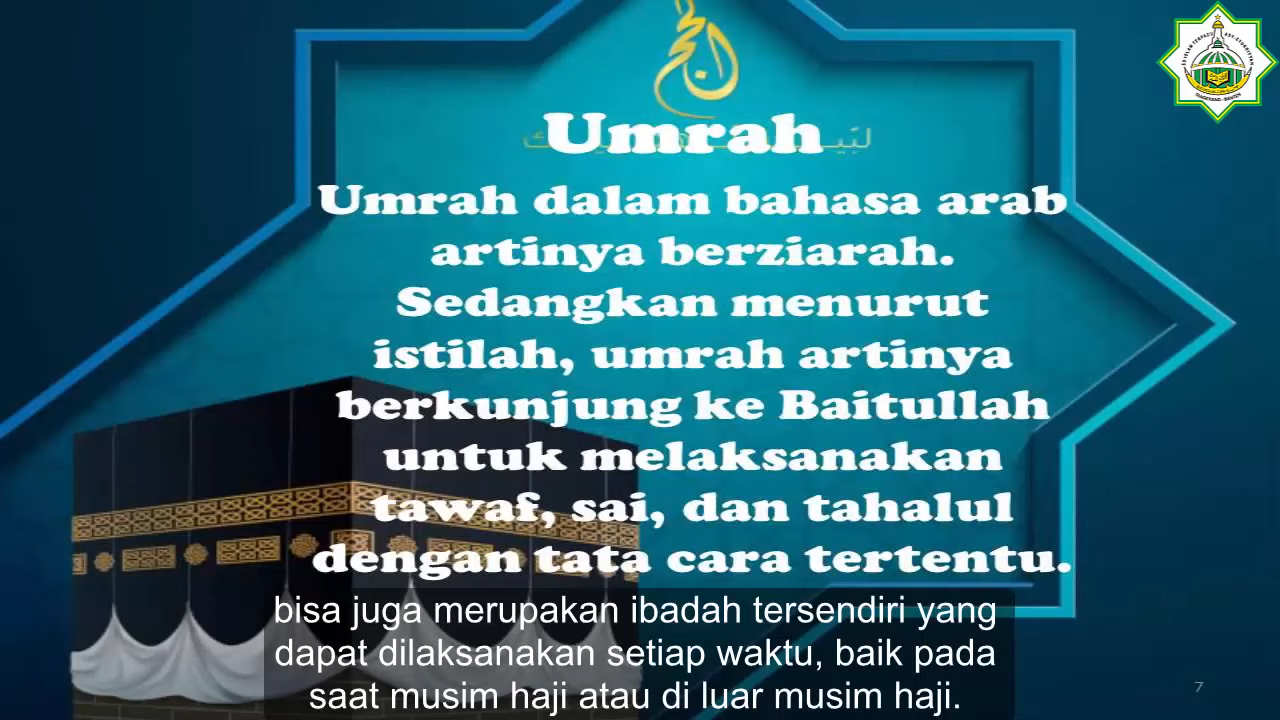 الحج
Umrah
Umrah dalam bahasa arab
artinya berziarah.
Sedangkan menurut
istilah, umrah artinya
berkunjung ke Baitullah
untuk melaksanakan
tawaf, sai, dan tahalul
dengan tata cara tertentu.
bisa juga merupakan ibadah tersendiri yang
dapat dilaksanakan setiap waktu, baik pada
saat musim haji atau di luar musim haji.
7